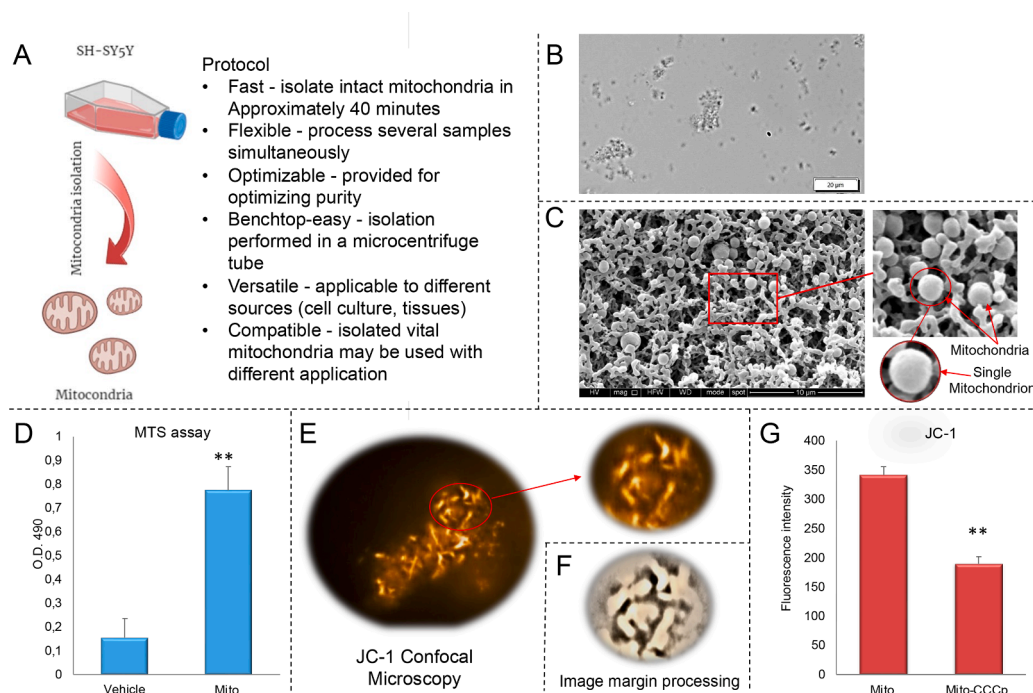 A
SH-SY5Y
Mitocondria isolation
Mitocondria
Protocol
• Fast - isolate intact mitochondria in
Approximately 40 minutes
• Flexible - process several samples
simultaneously
• Optimizable - provided for
optimizing purity
• Benchtop-easy - isolation
performed in a microcentrifuge
tube
• Versatile - applicable to different
sources (cell culture, tissues)
• Compatible - isolated vital
mitochondria may be used with
different application
B
20 µm
C
HV mag HFW WD mode spot 10 µm
Mitochondria
Single
Mitochondrion
D
MTS assay
O.D. 490
1
0,9
0,8
0,7
0,6
0,5
0,4
0,3
0,2
0,1
0
**
Vehicle Mito
E
JC-1 Confocal
Microscopy
F
Image margin processing
G
JC-1
Fluorescence intensity
400
350
300
250
200
150
100
50
0
**
Mito Mito-CCCp